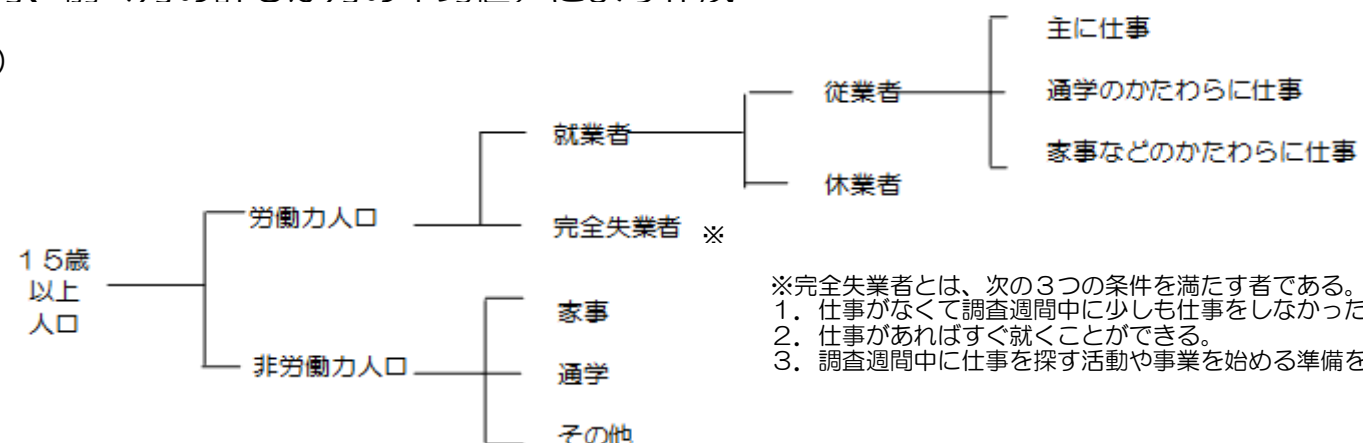 )
主に仕事
従業者
通学のかたわらに仕事
就業者
家事などのかたわらに仕事
休業者
労働力人口
完全失業者 ※
１５歳
以上
人口
※完全失業者とは、次の３つの条件を満たす者である。
１．仕事がなくて調査週間中に少しも仕事をしなかった
２．仕事があればすぐ就くことができる。
３．調査週間中に仕事を探す活動や事業を始める準備を
家事
非労働力人口
通学
その他